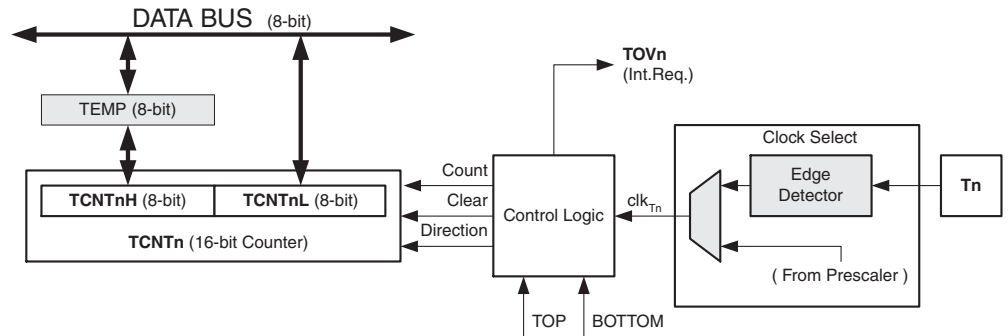 DATA BUS (8-bit)
TOVn
(Int.Req.)
TEMP (8-bit)
Clock Select
Count
Edge
Detector
Tn
TCNTnH (8-bit) TCNTnL (8-bit)
Clear
Control Logic
clkTn
Direction
TCNTn (16-bit Counter)
( From Prescaler )
TOP BOTTOM